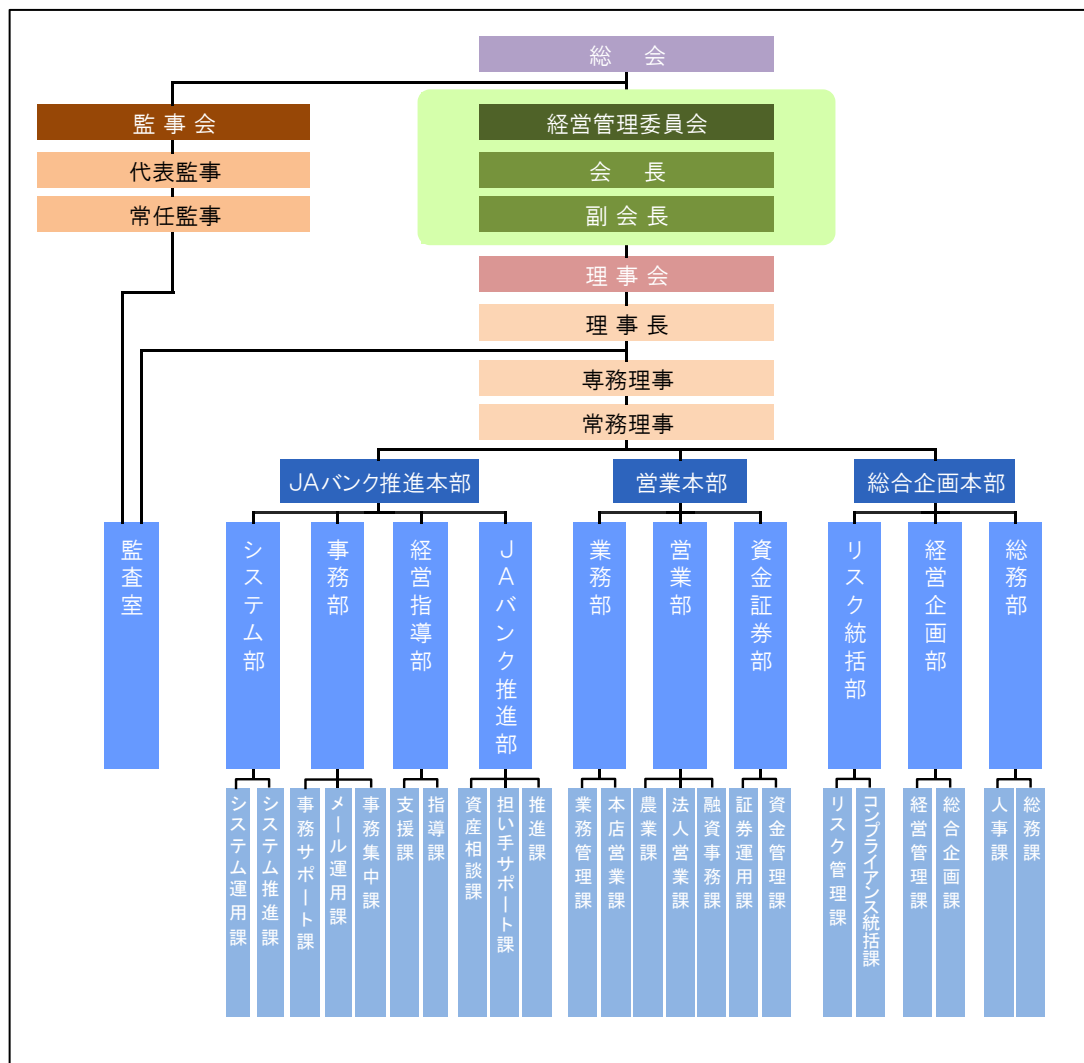 総 会
監 事 会
代表監事
常任監事
経営管理委員会
会 長
副 会 長
理 事 会
理 事 長
専務理事
常務理事
JAバンク推進本部
営業本部
総合企画本部
監査室
システム部
事務部
経営指導部
JAバンク推進部
業務部
営業部
資金証券部
リスク統括部
経営企画部
総務部
システム運用課
システム推進課
事務サポート課
メール運用課
事務集中課
支援課
指導課
資産相談課
担い手サポート課
推進課
業務管理課
本店営業課
農業課
法人営業課
融資事務課
証券運用課
資金管理課
リスク管理課
コンプライアンス統括課
経営管理課
総合企画課
人事課
総務課